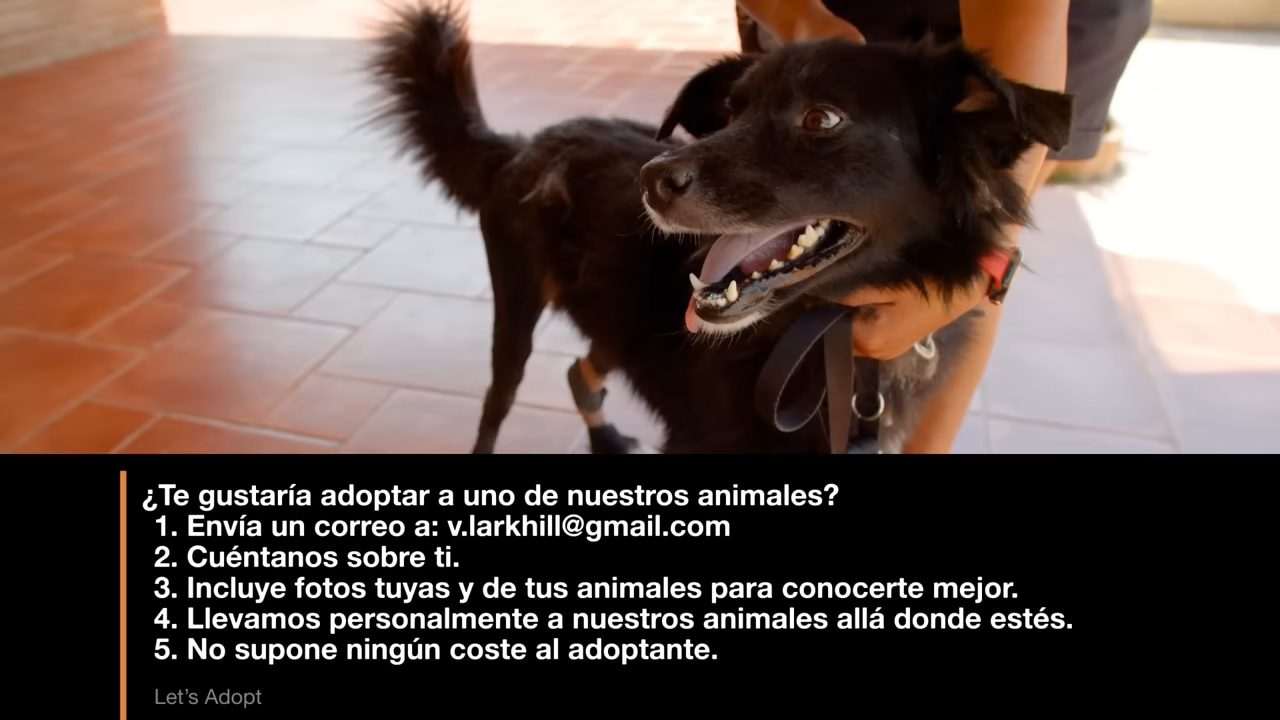 ¿Te gustaría adoptar a uno de nuestros animales?
1. Envía un correo a: v.larkhill@gmail.com
2. Cuéntanos sobre ti.
3. Incluye fotos tuyas y de tus animales para conocerte mejor.
4. Llevamos personalmente a nuestros animales allá donde estés.
5. No supone ningún coste al adoptante.
Let’s Adopt